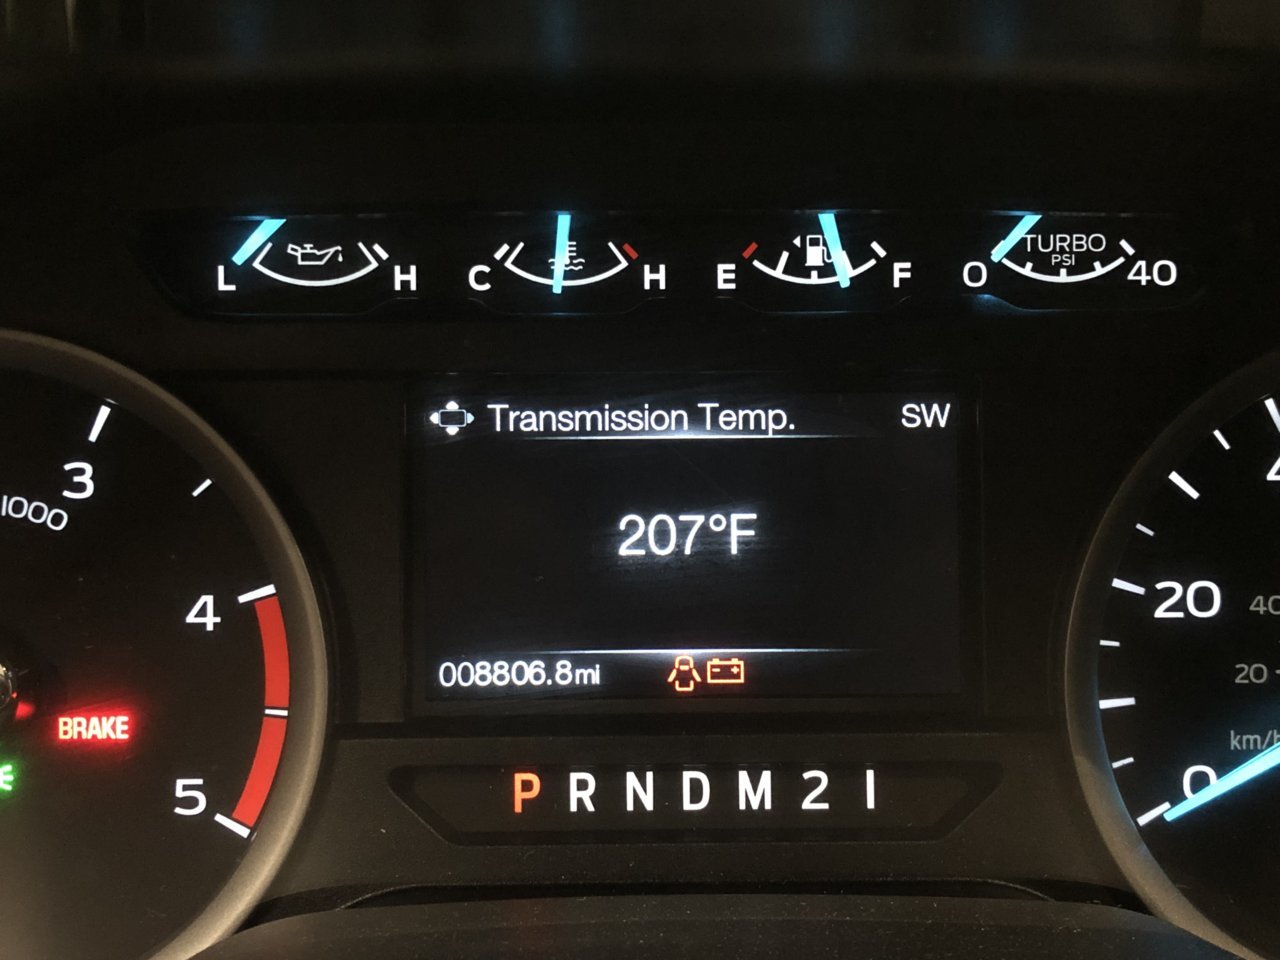 L H C H E F 0 TURBO PSI 40
Transmission Temp. SW
3
1000
207°F
4
20
40
008806.8mi
20
BRAKE
km/h
0
5
P R N D M 2 1